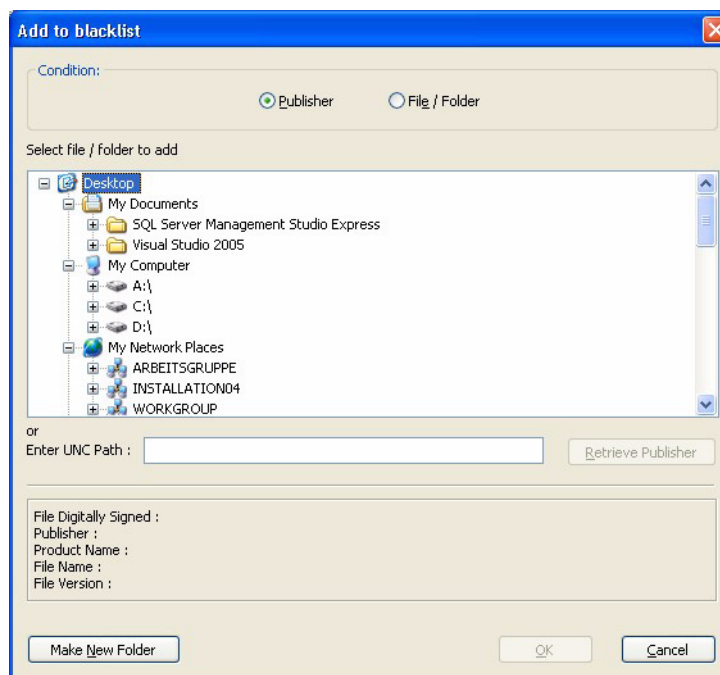 Add to blacklist
Condition:
Publisher File / Folder
Select file / folder to add
Desktop
My Documents
SQL Server Management Studio Express
Visual Studio 2005
My Computer
A:\
C:\
D:\
My Network Places
ARBEITSGRUPPE
INSTALLATION04
WORKGROUP
or
Enter UNC Path : Retrieve Publisher
File Digitally Signed :
Publisher :
Product Name :
File Name :
File Version :
Make New Folder OK Cancel